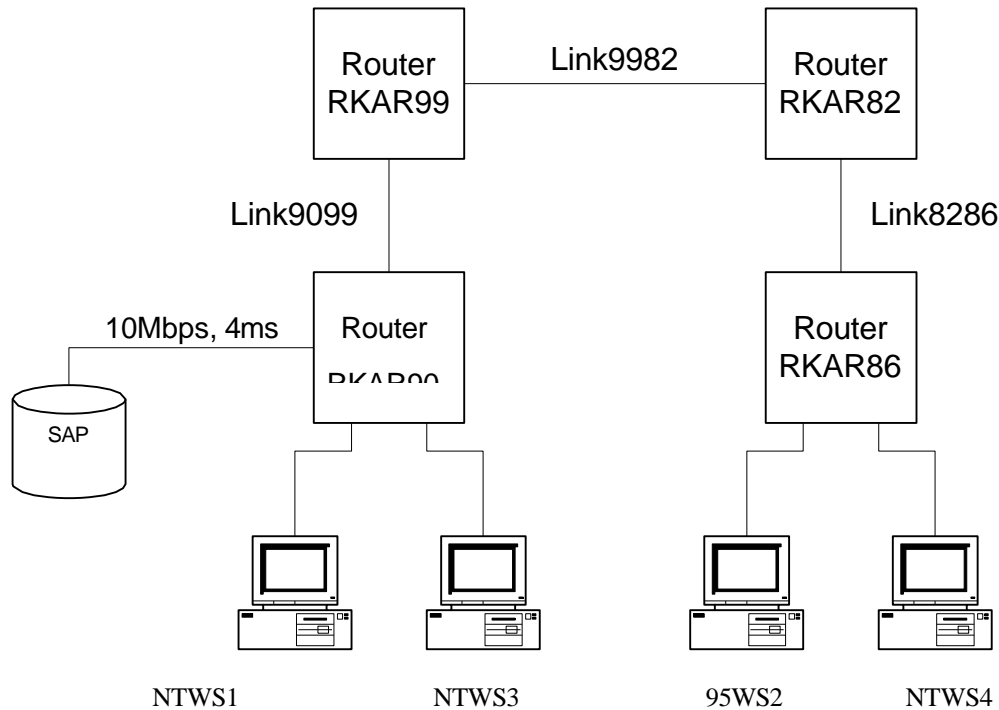 Router
RKAR99
Link9982
Router
RKAR82
Link9099
Link8286
10Mbps, 4ms
Router
Router
RKAR86
SAP
NTWS1
NTWS3
95WS2
NTWS4